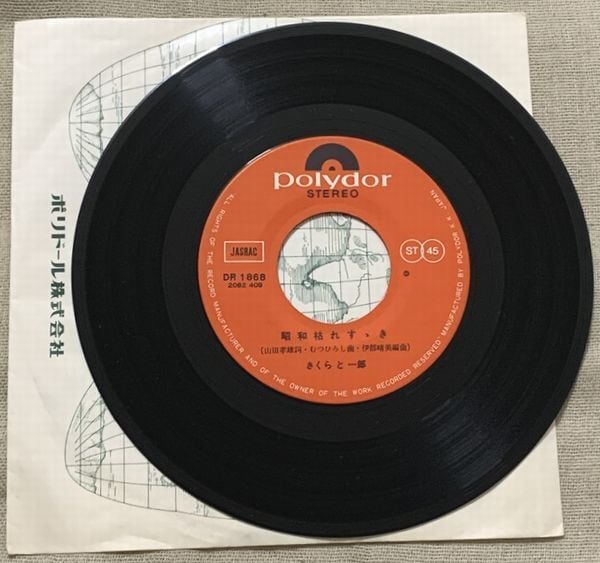 polydor
STEREO
JASRAC
ST 45
DR 1868
2082 409
℗
昭和枯れすゝき
(山田孝雄詞・むつひろし曲・伊部晴美編曲)
さくらと一郎
ALL RIGHTS OF THE RECORD MANUFACTURER AND OF THE OWNER OF THE WORK RECORDED RESERVED MANUFACTURED BY POLYDOR K.K. JAPAN
ポリドール株式会社